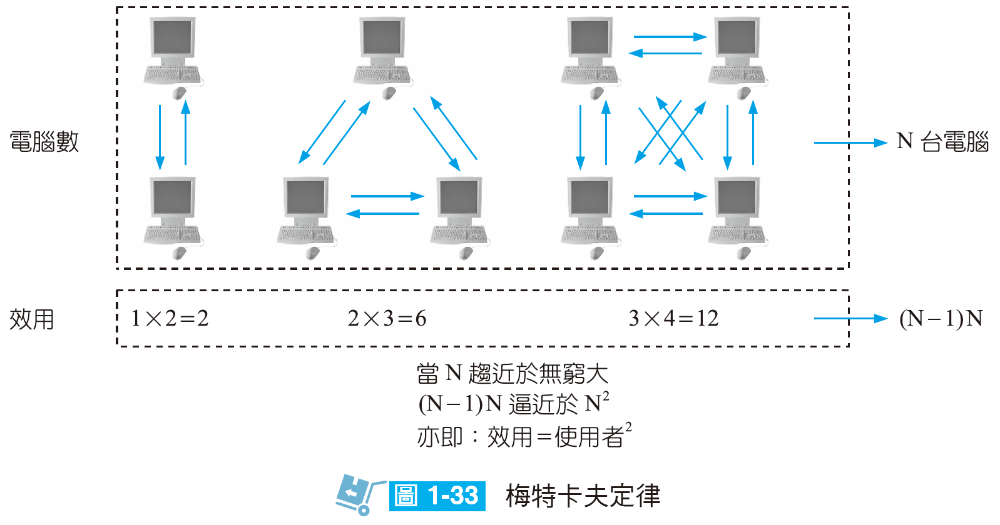 電腦數
N 台電腦
效用
1×2=2
2×3=6
3×4=12
(N−1)N
當 N 趨近於無窮大
(N−1)N 逼近於 N²
亦即：效用＝使用者²
圖 1-33 梅特卡夫定律